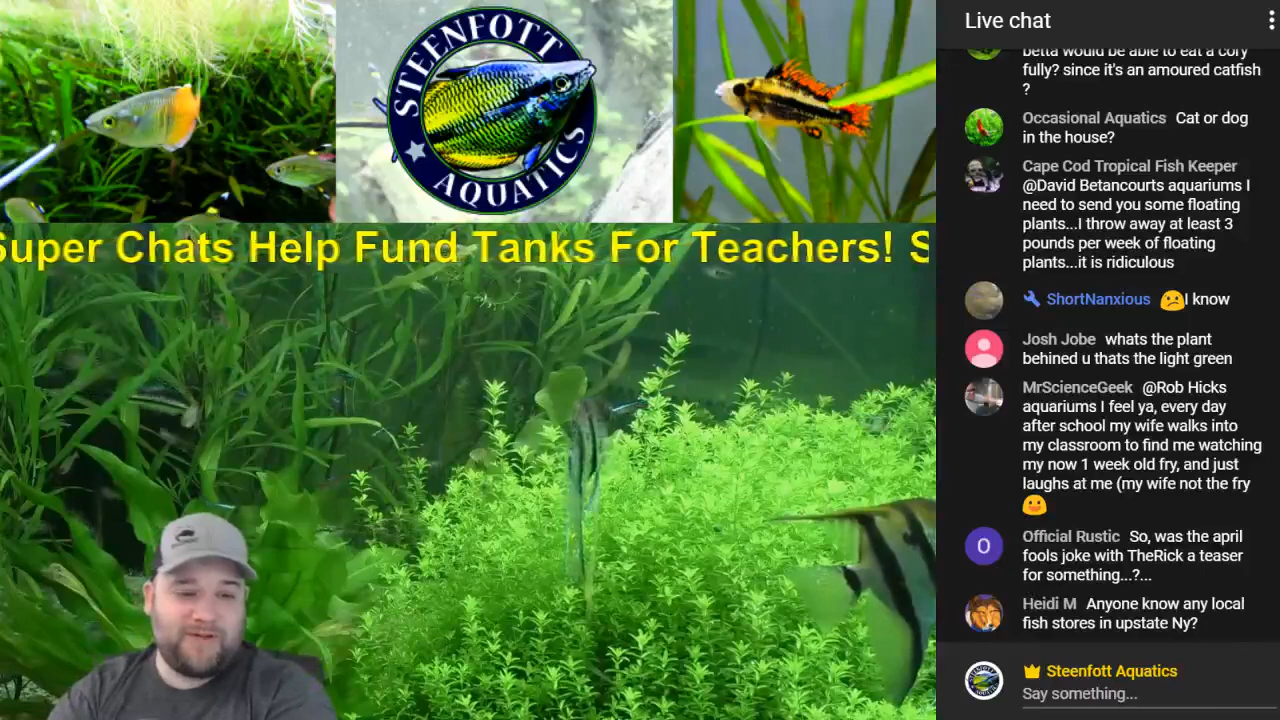 STEENFOTT
AQUATICS
Super Chats Help Fund Tanks For Teachers! S
Live chat
betta would be able to eat a cory
fully? since it's an amoured catfish
?
Occasional Aquatics Cat or dog
in the house?
Cape Cod Tropical Fish Keeper
@David Betancourts aquariums I
need to send you some floating
plants...I throw away at least 3
pounds per week of floating
plants...it is ridiculous
ShortNanxious I know
Josh Jobe whats the plant
behined u thats the light green
MrScienceGeek @Rob Hicks
aquariums I feel ya, every day
after school my wife walks into
my classroom to find me watching
my now 1 week old fry, and just
laughs at me (my wife not the fry
O
Official Rustic So, was the april
fools joke with TheRick a teaser
for something...?...
Heidi M Anyone know any local
fish stores in upstate Ny?
Steenfott Aquatics
Say something...